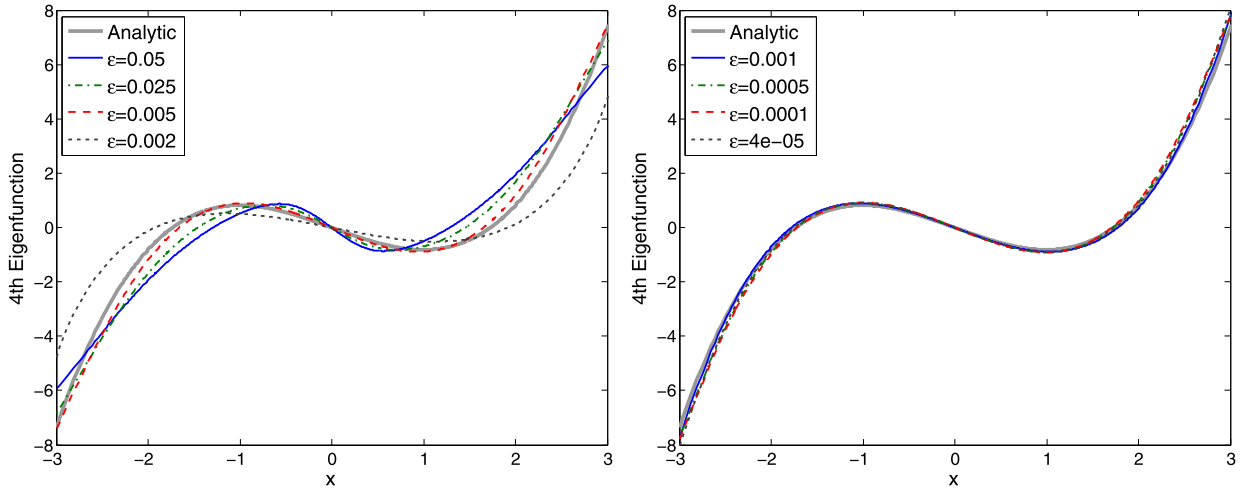 8
6
4
2
0
−2
−4
−6
−8
4th Eigenfunction
Analytic
ε=0.05
ε=0.025
ε=0.005
ε=0.002
−3
−2
−1
0
1
2
3
x
8
6
4
2
0
−2
−4
−6
−8
4th Eigenfunction
Analytic
ε=0.001
ε=0.0005
ε=0.0001
ε=4e−05
−3
−2
−1
0
1
2
3
x